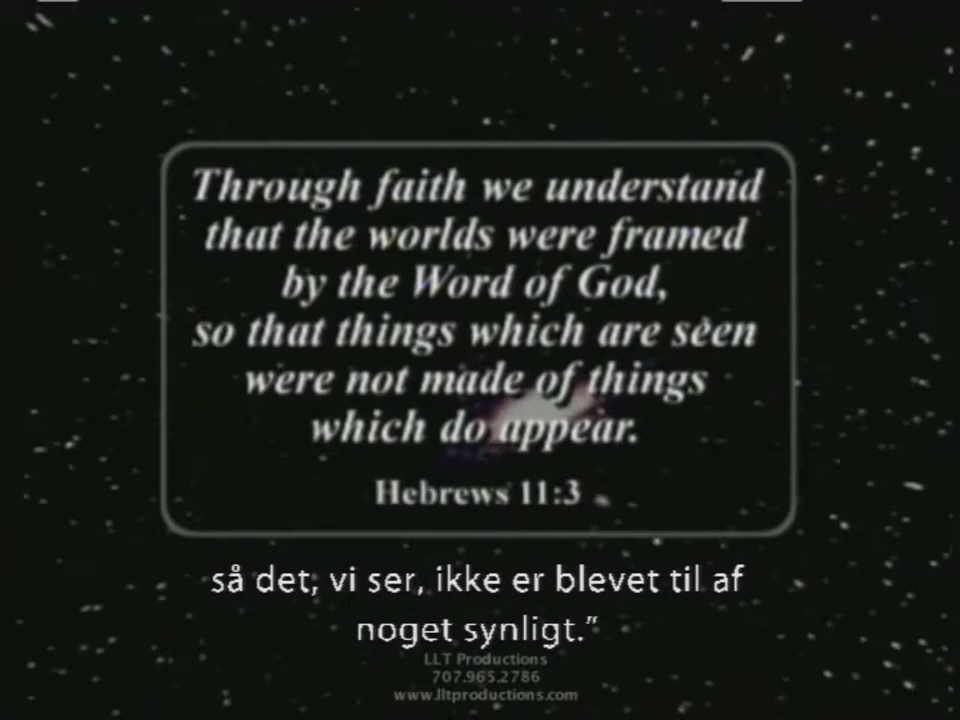 Through faith we understand
that the worlds were framed
by the Word of God,
so that things which are seen
were not made of things
which do appear.
Hebrews 11:3
så det, vi ser, ikke er blevet til af
noget synligt.”
LLT Productions
707.965.2786
www.lltproductions.com